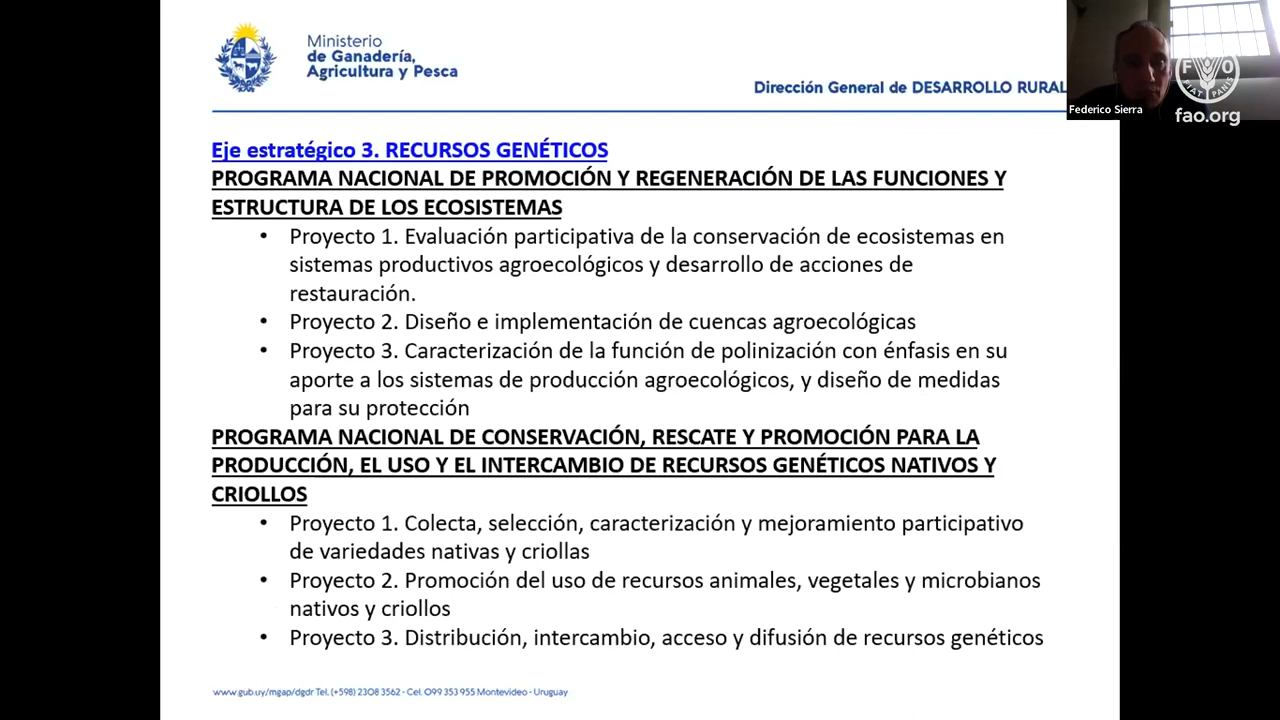 Ministerio
de Ganadería,
Agricultura y Pesca
Dirección General de DESARROLLO RURAL
Federico Sierra
F O
FIAT PANIS
fao.org
Eje estratégico 3. RECURSOS GENÉTICOS
PROGRAMA NACIONAL DE PROMOCIÓN Y REGENERACIÓN DE LAS FUNCIONES Y
ESTRUCTURA DE LOS ECOSISTEMAS
• Proyecto 1. Evaluación participativa de la conservación de ecosistemas en
sistemas productivos agroecológicos y desarrollo de acciones de
restauración.
• Proyecto 2. Diseño e implementación de cuencas agroecológicas
• Proyecto 3. Caracterización de la función de polinización con énfasis en su
aporte a los sistemas de producción agroecológicos, y diseño de medidas
para su protección
PROGRAMA NACIONAL DE CONSERVACIÓN, RESCATE Y PROMOCIÓN PARA LA
PRODUCCIÓN, EL USO Y EL INTERCAMBIO DE RECURSOS GENÉTICOS NATIVOS Y
CRIOLLOS
• Proyecto 1. Colecta, selección, caracterización y mejoramiento participativo
de variedades nativas y criollas
• Proyecto 2. Promoción del uso de recursos animales, vegetales y microbianos
nativos y criollos
• Proyecto 3. Distribución, intercambio, acceso y difusión de recursos genéticos
www.gub.uy/mgap/dgdr Tel. (+598) 2308 3562 - Cel. 099 353 955 Montevideo - Uruguay